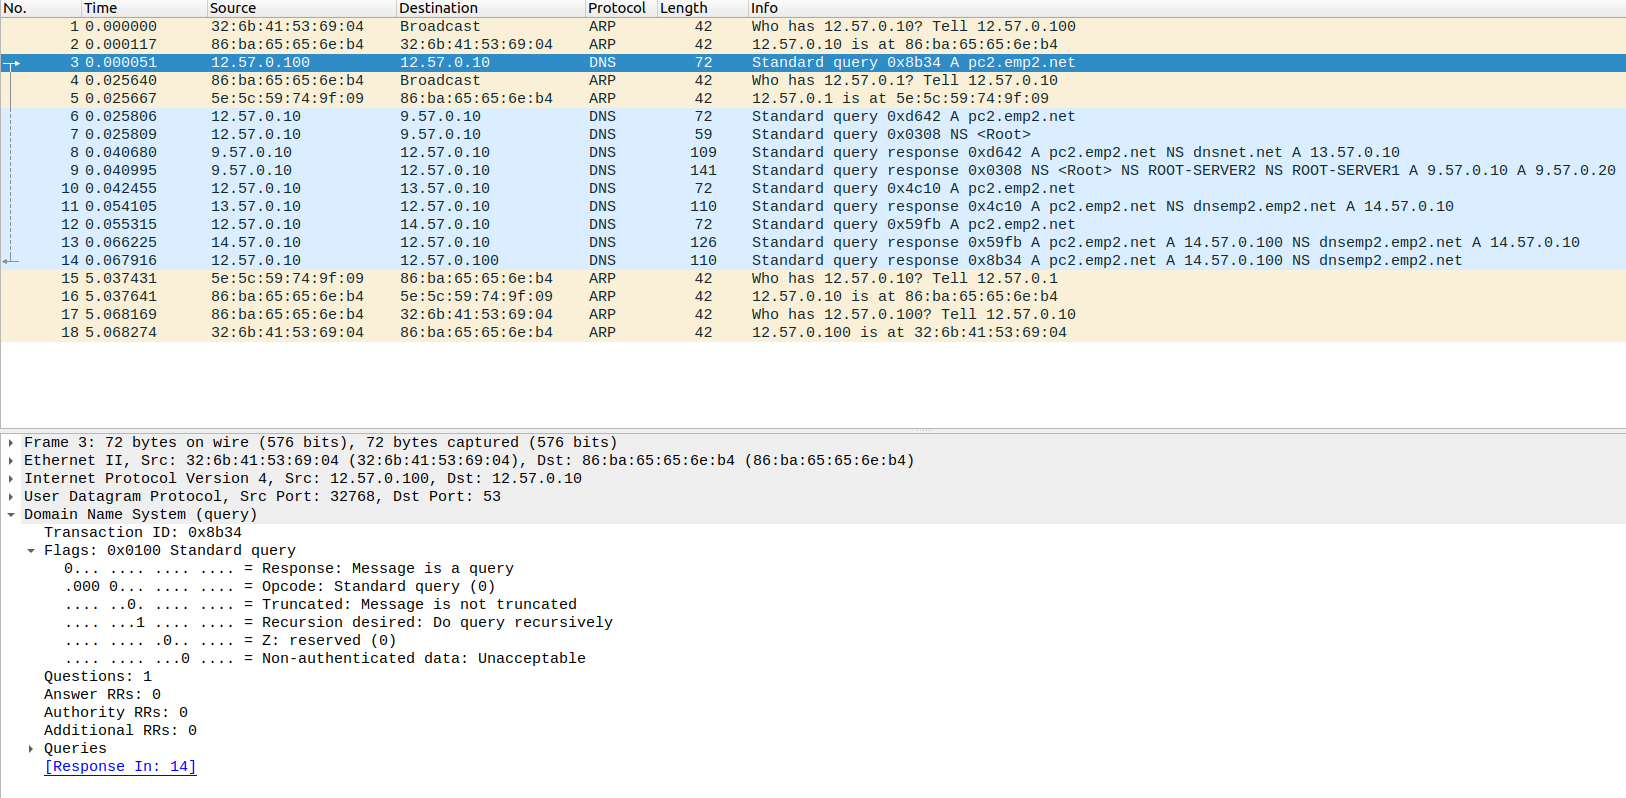 No. Time Source Destination Protocol Length Info
1 0.000000 32:6b:41:53:69:04 Broadcast ARP 42 Who has 12.57.0.10? Tell 12.57.0.100
2 0.000117 86:ba:65:65:6e:b4 32:6b:41:53:69:04 ARP 42 12.57.0.10 is at 86:ba:65:65:6e:b4
3 0.000051 12.57.0.100 12.57.0.10 DNS 72 Standard query 0x8b34 A pc2.emp2.net
4 0.025640 86:ba:65:65:6e:b4 Broadcast ARP 42 Who has 12.57.0.1? Tell 12.57.0.10
5 0.025667 5e:5c:59:74:9f:09 86:ba:65:65:6e:b4 ARP 42 12.57.0.1 is at 5e:5c:59:74:9f:09
6 0.025806 12.57.0.10 9.57.0.10 DNS 72 Standard query 0xd642 A pc2.emp2.net
7 0.025809 12.57.0.10 9.57.0.10 DNS 59 Standard query 0x0308 NS <Root>
8 0.040680 9.57.0.10 12.57.0.10 DNS 109 Standard query response 0xd642 A pc2.emp2.net NS dnsnet.net A 13.57.0.10
9 0.040995 9.57.0.10 12.57.0.10 DNS 141 Standard query response 0x0308 NS <Root> NS ROOT-SERVER2 NS ROOT-SERVER1 A 9.57.0.10 A 9.57.0.20
10 0.042455 12.57.0.10 13.57.0.10 DNS 72 Standard query 0x4c10 A pc2.emp2.net
11 0.054105 13.57.0.10 12.57.0.10 DNS 110 Standard query response 0x4c10 A pc2.emp2.net NS dnsemp2.emp2.net A 14.57.0.10
12 0.055315 12.57.0.10 14.57.0.10 DNS 72 Standard query 0x59fb A pc2.emp2.net
13 0.066225 14.57.0.10 12.57.0.10 DNS 126 Standard query response 0x59fb A pc2.emp2.net A 14.57.0.100 NS dnsemp2.emp2.net A 14.57.0.10
14 0.067916 12.57.0.10 12.57.0.100 DNS 110 Standard query response 0x8b34 A pc2.emp2.net A 14.57.0.100 NS dnsemp2.emp2.net
15 5.037431 5e:5c:59:74:9f:09 86:ba:65:65:6e:b4 ARP 42 Who has 12.57.0.10? Tell 12.57.0.1
16 5.037641 86:ba:65:65:6e:b4 5e:5c:59:74:9f:09 ARP 42 12.57.0.10 is at 86:ba:65:65:6e:b4
17 5.068169 86:ba:65:65:6e:b4 32:6b:41:53:69:04 ARP 42 Who has 12.57.0.100? Tell 12.57.0.10
18 5.068274 32:6b:41:53:69:04 86:ba:65:65:6e:b4 ARP 42 12.57.0.100 is at 32:6b:41:53:69:04
Frame 3: 72 bytes on wire (576 bits), 72 bytes captured (576 bits)
Ethernet II, Src: 32:6b:41:53:69:04 (32:6b:41:53:69:04), Dst: 86:ba:65:65:6e:b4 (86:ba:65:65:6e:b4)
Internet Protocol Version 4, Src: 12.57.0.100, Dst: 12.57.0.10
User Datagram Protocol, Src Port: 32768, Dst Port: 53
Domain Name System (query)
Transaction ID: 0x8b34
Flags: 0x0100 Standard query
0... .... .... .... = Response: Message is a query
.000 0... .... .... = Opcode: Standard query (0)
.... ..0. .... .... = Truncated: Message is not truncated
.... ...1 .... .... = Recursion desired: Do query recursively
.... .... .0.. .... = Z: reserved (0)
.... .... ...0 .... = Non-authenticated data: Unacceptable
Questions: 1
Answer RRs: 0
Authority RRs: 0
Additional RRs: 0
Queries
[Response In: 14]